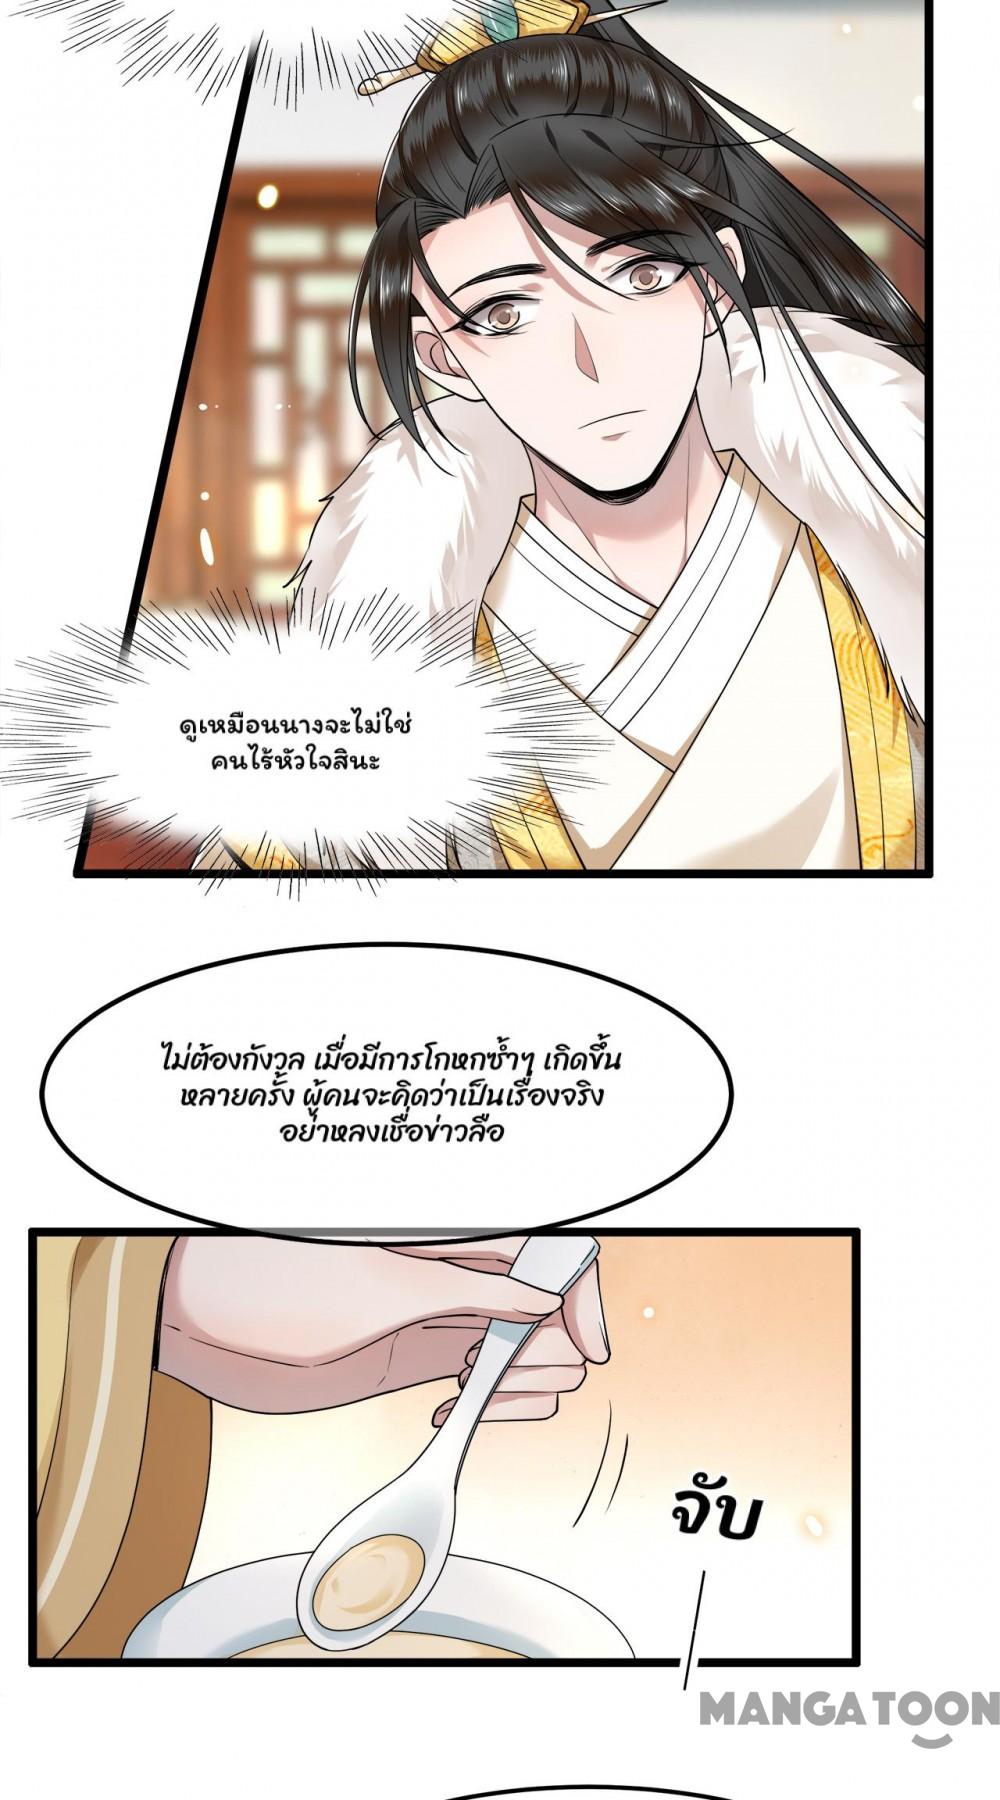 ดูเหมือนนางจะไม่ใช่
คนไร้หัวใจสินะ
ไม่ต้องกังวล เมื่อมีการโกหกซ้ำๆ เกิดขึ้น
หลายครั้ง ผู้คนจะคิดว่าเป็นเรื่องจริง
อย่าหลงเชื่อข่าวลือ
จับ
MANGATOON